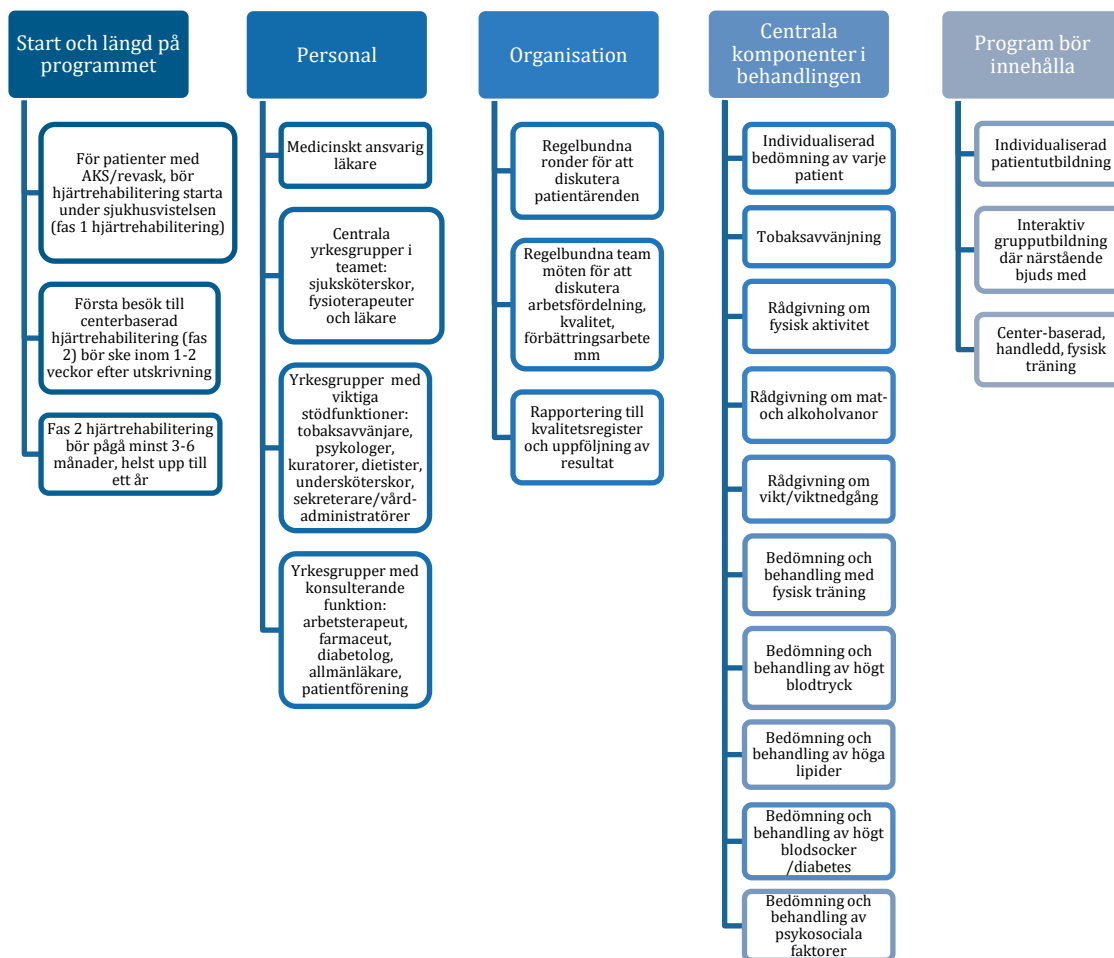 Start och längd på
programmet
För patienter med
AKS/revask, bör
hjärtrehabilitering starta
under sjukhusvistelsen
(fas 1 hjärtrehabilitering)
Första besök till
centerbaserad
hjärtrehabilitering (fas
2) bör ske inom 1-2
veckor efter utskrivning
Fas 2 hjärtrehabilitering
bör pågå minst 3-6
månader, helst upp till
ett år
Personal
Medicinskt ansvarig
läkare
Centrala
yrkesgrupper i
teamet:
sjuksköterskor,
fysioterapeuter
och läkare
Yrkesgrupper med
viktiga
stödfunktioner:
tobaksavvänjare,
psykologer,
kuratorer, dietister,
undersköterskor,
sekreterare/vård-
administratörer
Yrkesgrupper med
konsulterande
funktion:
arbetsterapeut,
farmaceut,
diabetolog,
allmänläkare,
patientförening
Organisation
Regelbundna
ronder för att
diskutera
patientärenden
Regelbundna team
möten för att
diskutera
arbetsfördelning,
kvalitet,
förbättringsarbete
mm
Rapportering till
kvalitetsregister
och uppföljning av
resultat
Centrala
komponenter i
behandlingen
Individualiserad
bedömning av varje
patient
Tobaksavvänjning
Rådgivning om
fysisk aktivitet
Rådgivning om mat-
och alkoholvanor
Rådgivning om
vikt/viktnedgång
Bedömning och
behandling med
fysisk träning
Bedömning och
behandling av högt
blodtryck
Bedömning och
behandling av höga
lipider
Bedömning och
behandling av högt
blodsocker
/diabetes
Bedömning och
behandling av
psykosociala
faktorer
Program bör
innehålla
Individualiserad
patientutbildning
Interaktiv
grupputbildning
där närstående
bjuds med
Center-baserad,
handledd, fysisk
träning